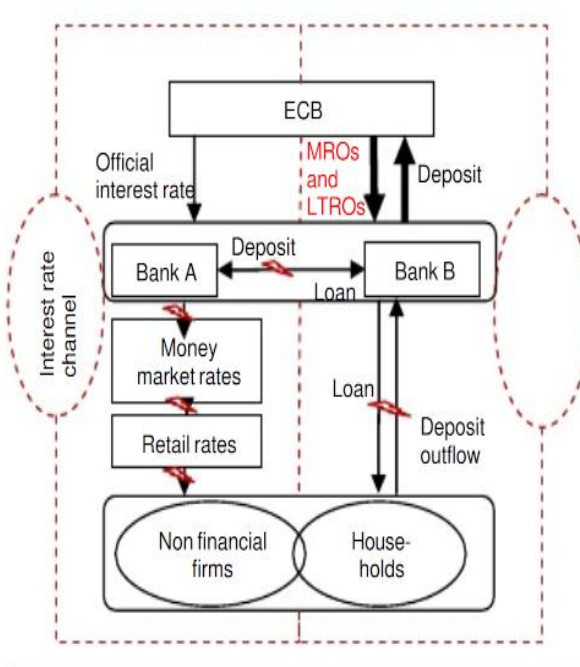 ECB
Official
interest rate
MROs
and
LTROs
Deposit
Deposit
Bank A
Bank B
Loan
Interest rate
channel
Money
market rates
Loan
Retail rates
Deposit
outflow
Non financial
firms
House-
holds